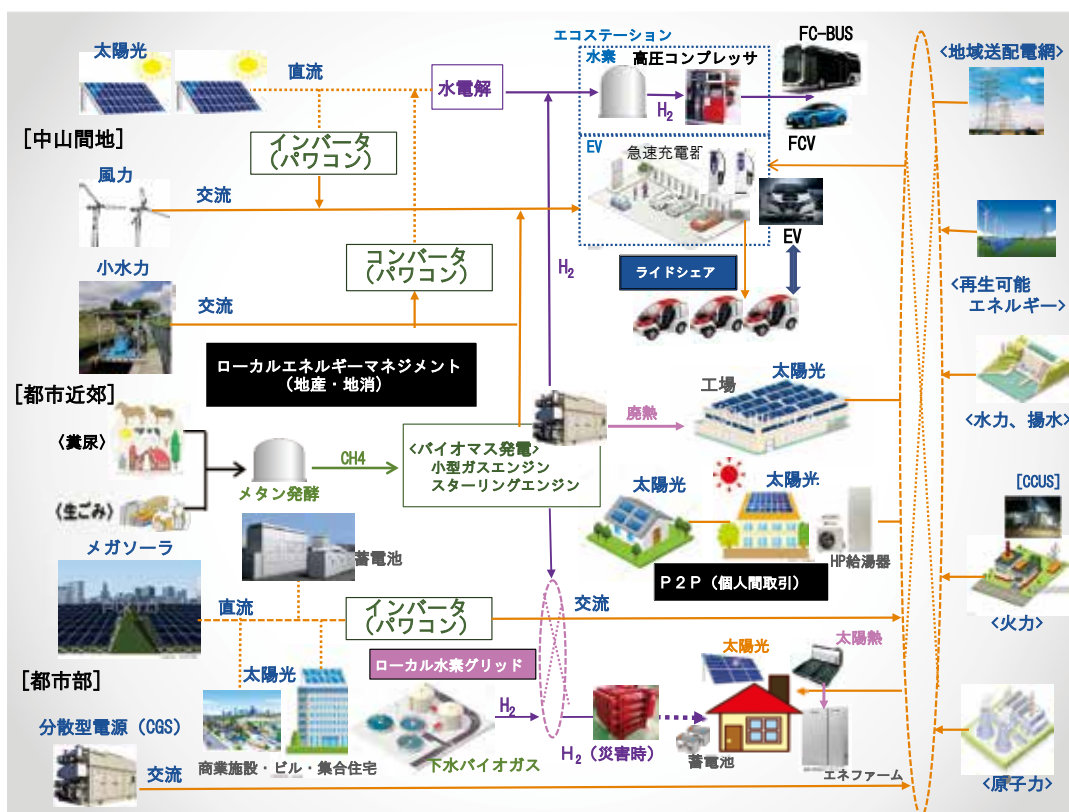 太陽光
直流
水電解
エコステーション
水素
高圧コンプレッサ
H2
FC-BUS
FCV
<地域送配電網>
[中山間地]
インバータ
(パワコン)
EV
急速充電器
風力
交流
EV
小水力
コンバータ
(パワコン)
H2
ライドシェア
<再生可能
エネルギー>
交流
ローカルエネルギーマネジメント
(地産・地消)
[都市近郊]
<糞尿>
<生ごみ>
メタン発酵
CH4
<バイオマス発電>
小型ガスエンジン
スターリングエンジン
廃熱
工場
太陽光
<水力、揚水>
太陽光
太陽光
HP給湯器
[CCUS]
メガソーラ
蓄電池
P2P(個人間取引)
<火力>
直流
インバータ
(パワコン)
交流
[都市部]
太陽光
ローカル水素グリッド
太陽光
太陽熱
分散型電源(CGS)
H2
H2(災害時)
蓄電池
エネファーム
商業施設・ビル・集合住宅
下水バイオガス
交流
<原子力>